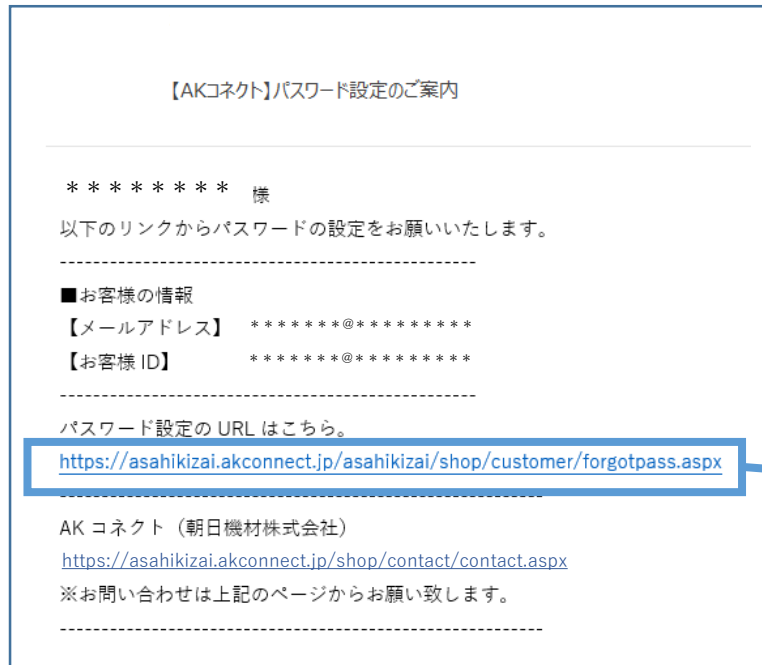 【AKコネクト】パスワード設定のご案内
******** 様
以下のリンクからパスワードの設定をお願いいたします。
--------------------------------------------------
■お客様の情報
【メールアドレス】 *******@*********
【お客様 ID】 *******@*********
--------------------------------------------------
パスワード設定の URL はこちら。
https://asahikizai.akconnect.jp/asahikizai/shop/customer/forgotpass.aspx
----------------------------------------------------------
AK コネクト（朝日機材株式会社）
https://asahikizai.akconnect.jp/shop/contact/contact.aspx
※お問い合わせは上記のページからお願い致します。
----------------------------------------------------------